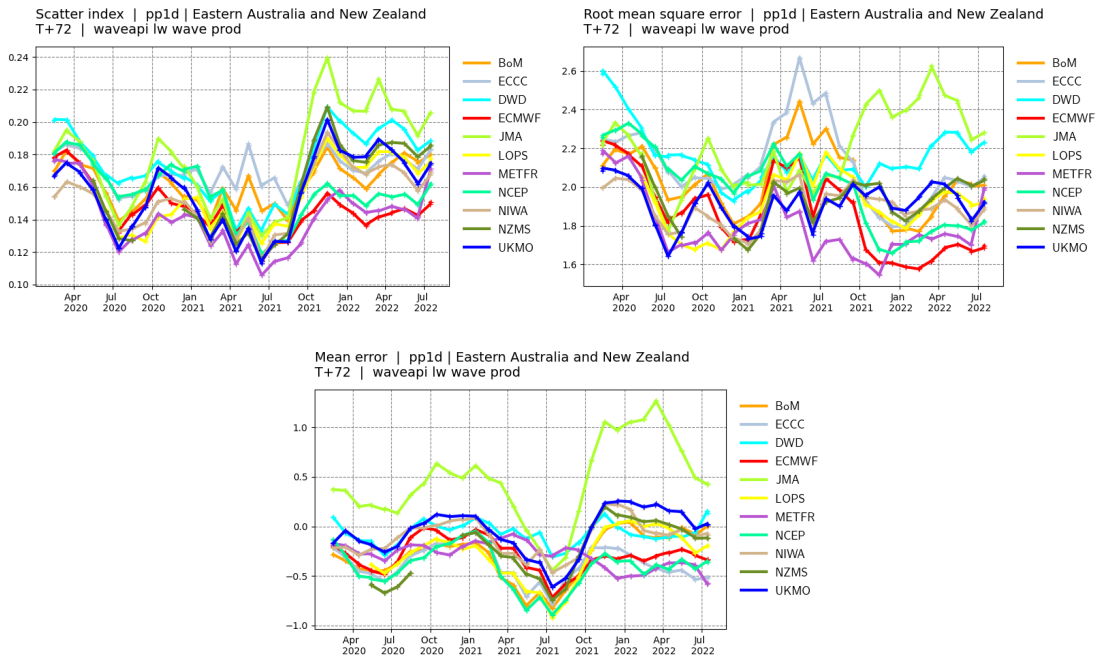 Scatter index | pp1d | Eastern Australia and New Zealand
T+72 | waveapi lw wave prod
0.24
0.22
0.20
0.18
0.16
0.14
0.12
0.10
Apr 2020
Jul 2020
Oct 2020
Jan 2021
Apr 2021
Jul 2021
Oct 2021
Jan 2022
Apr 2022
Jul 2022
BoM
ECCC
DWD
ECMWF
JMA
LOPS
METFR
NCEP
NIWA
NZMS
UKMO
Root mean square error | pp1d | Eastern Australia and New Zealand
T+72 | waveapi lw wave prod
2.6
2.4
2.2
2.0
1.8
1.6
Apr 2020
Jul 2020
Oct 2020
Jan 2021
Apr 2021
Jul 2021
Oct 2021
Jan 2022
Apr 2022
Jul 2022
BoM
ECCC
DWD
ECMWF
JMA
LOPS
METFR
NCEP
NIWA
NZMS
UKMO
Mean error | pp1d | Eastern Australia and New Zealand
T+72 | waveapi lw wave prod
1.0
0.5
0.0
−0.5
−1.0
Apr 2020
Jul 2020
Oct 2020
Jan 2021
Apr 2021
Jul 2021
Oct 2021
Jan 2022
Apr 2022
Jul 2022
BoM
ECCC
DWD
ECMWF
JMA
LOPS
METFR
NCEP
NIWA
NZMS
UKMO